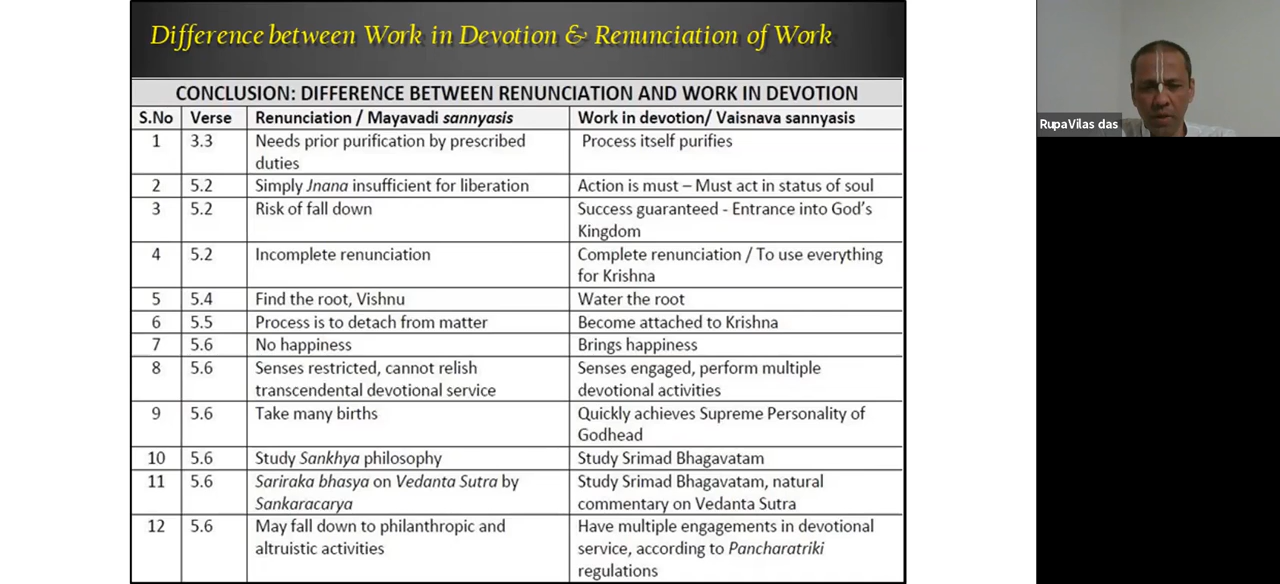 Difference between Work in Devotion & Renunciation of Work
CONCLUSION: DIFFERENCE BETWEEN RENUNCIATION AND WORK IN DEVOTION
S.No Verse Renunciation / Mayavadi sannyasis Work in devotion/ Vaisnava sannyasis
1 3.3 Needs prior purification by prescribed Process itself purifies
duties
2 5.2 Simply Jnana insufficient for liberation Action is must – Must act in status of soul
3 5.2 Risk of fall down Success guaranteed - Entrance into God's
Kingdom
4 5.2 Incomplete renunciation Complete renunciation / To use everything
for Krishna
5 5.4 Find the root, Vishnu Water the root
6 5.5 Process is to detach from matter Become attached to Krishna
7 5.6 No happiness Brings happiness
8 5.6 Senses restricted, cannot relish Senses engaged, perform multiple
transcendental devotional service devotional activities
9 5.6 Take many births Quickly achieves Supreme Personality of
Godhead
10 5.6 Study Sankhya philosophy Study Srimad Bhagavatam
11 5.6 Sariraka bhasya on Vedanta Sutra by Study Srimad Bhagavatam, natural
Sankaracarya commentary on Vedanta Sutra
12 5.6 May fall down to philanthropic and Have multiple engagements in devotional
altruistic activities service, according to Pancharatriki
regulations
RupaVilas das